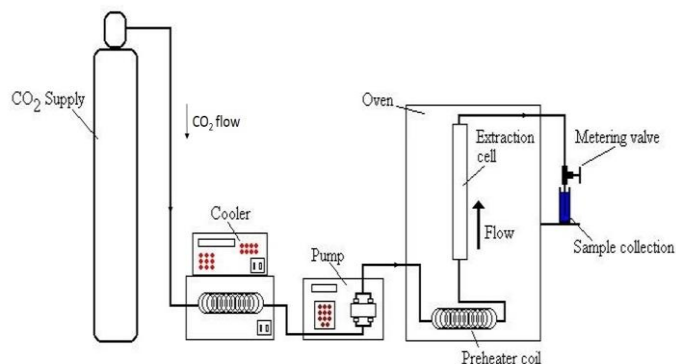 CO2 Supply
CO2 flow
Cooler
Pump
Oven
Extraction
cell
Flow
Preheater coil
Metering valve
Sample collection